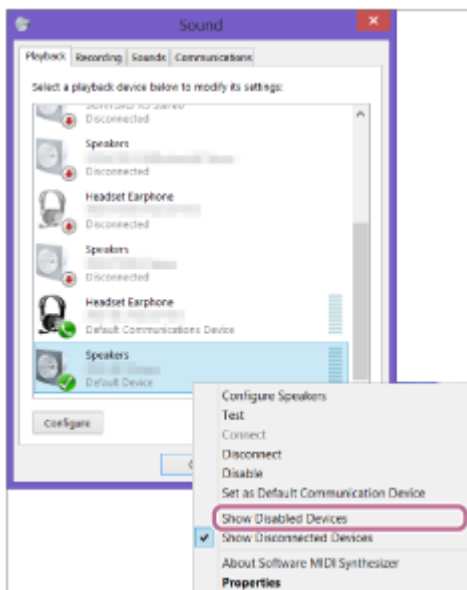 Sound
Playback Recording Sounds Communications
Select a playback device below to modify its settings:
Disconnected
Speakers
Disconnected
Headset Earphone
Disconnected
Speakers
Disconnected
Headset Earphone
Default Communications Device
Speakers
Default Device
Configure
Configure Speakers
Test
Connect
Disconnect
Disable
Set as Default Communication Device
Show Disabled Devices
Show Disconnected Devices
About Software MIDI Synthesizer
Properties